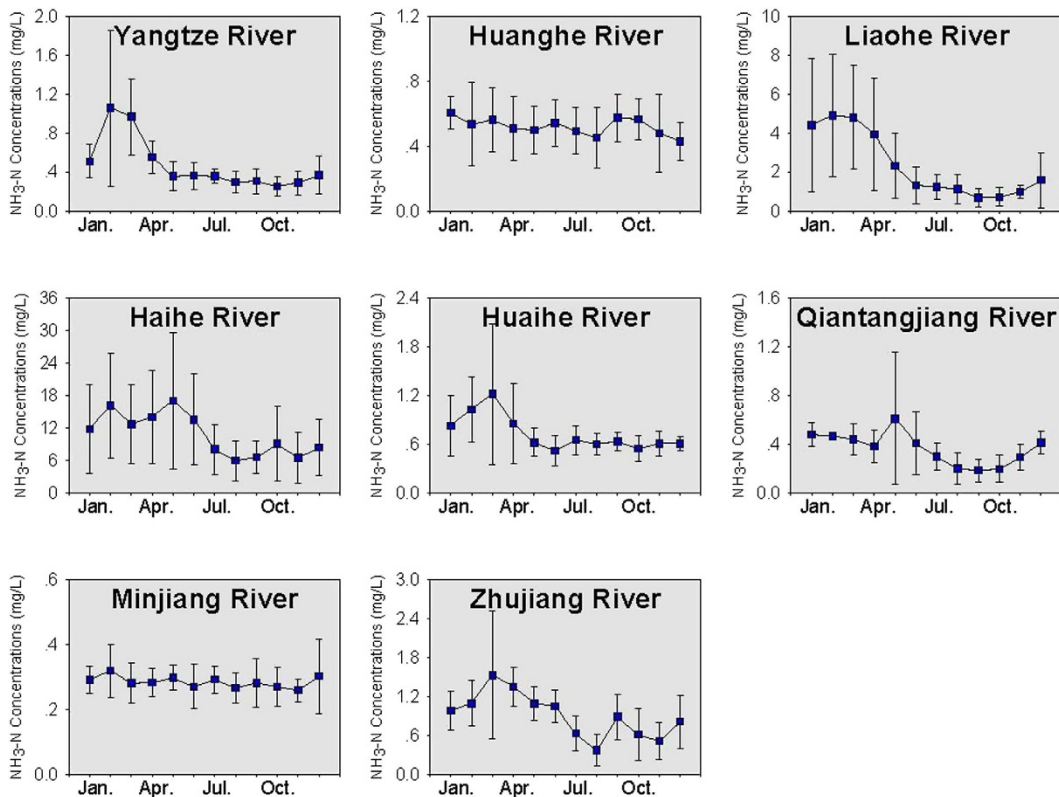 Yangtze River
NH3-N Concentrations (mg/L)
2.0
1.6
1.2
.8
.4
0.0
Jan. Apr. Jul. Oct.
Huanghe River
NH3-N Concentrations (mg/L)
1.2
.8
.4
0.0
Jan. Apr. Jul. Oct.
Liaohe River
NH3-N Concentrations (mg/L)
10
8
6
4
2
0
Jan. Apr. Jul. Oct.
Haihe River
NH3-N Concentrations (mg/L)
36
30
24
18
12
6
0
Jan. Apr. Jul. Oct.
Huaihe River
NH3-N Concentrations (mg/L)
2.4
1.8
1.2
.6
0.0
Jan. Apr. Jul. Oct.
Qiantangjiang River
NH3-N Concentrations (mg/L)
1.6
1.2
.8
.4
0.0
Jan. Apr. Jul. Oct.
Minjiang River
NH3-N Concentrations (mg/L)
.6
.4
.2
0.0
Jan. Apr. Jul. Oct.
Zhujiang River
NH3-N Concentrations (mg/L)
3.0
2.4
1.8
1.2
.6
0.0
Jan. Apr. Jul. Oct.